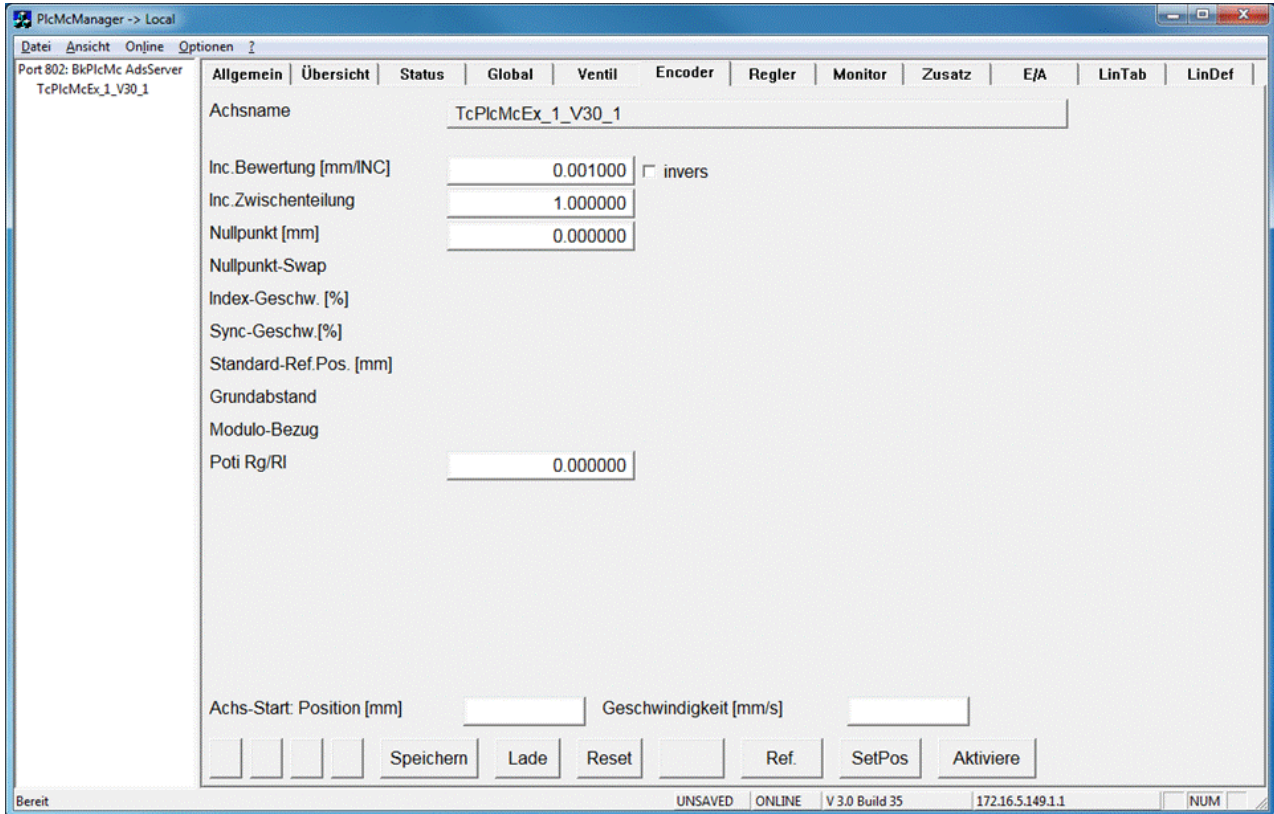 PlcMcManager -> Local
Datei Ansicht Online Optionen ?
Port 802: BkPlcMc AdsServer
TcPlcMcEx_1_V30_1
Allgemein Übersicht Status Global Ventil Encoder Regler Monitor Zusatz E/A LinTab LinDef
Achsname TcPlcMcEx_1_V30_1
Inc.Bewertung [mm/INC] 0.001000 invers
Inc.Zwischenteilung 1.000000
Nullpunkt [mm] 0.000000
Nullpunkt-Swap
Index-Geschw. [%]
Sync-Geschw.[%]
Standard-Ref.Pos. [mm]
Grundabstand
Modulo-Bezug
Poti Rg/Rl 0.000000
Achs-Start: Position [mm] Geschwindigkeit [mm/s]
Speichern Lade Reset Ref. SetPos Aktiviere
Bereit UNSAVED ONLINE V 3.0 Build 35 172.16.5.149.1.1 NUM